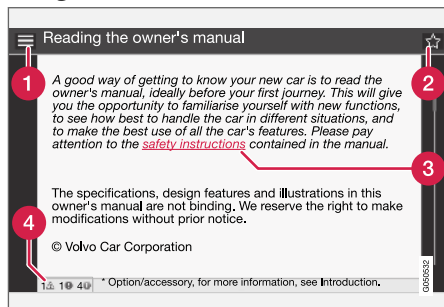 Reading the owner's manual
1
2
A good way of getting to know your new car is to read the
owner's manual, ideally before your first journey. This will give
you the opportunity to familiarise yourself with new functions,
to see how best to handle the car in different situations, and
to make the best use of all the car's features. Please pay
attention to the safety instructions contained in the manual.
3
The specifications, design features and illustrations in this
owner's manual are not binding. We reserve the right to make
modifications without prior notice.
4
© Volvo Car Corporation
1 1 4 * Option/accessory, for more information, see Introduction.
G050532